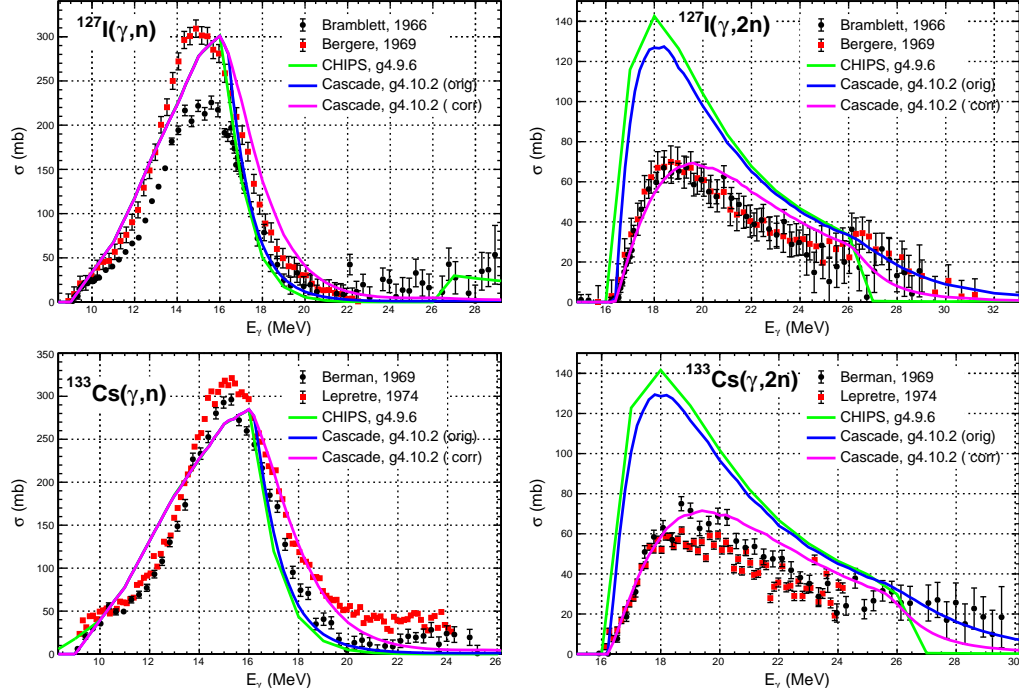 127I(γ,n)
Bramblett, 1966
Bergere, 1969
CHIPS, g4.9.6
Cascade, g4.10.2 (orig)
Cascade, g4.10.2 ( corr)
σ (mb)
300
250
200
150
100
50
0
10 12 14 16 18 20 22 24 26 28
Eγ (MeV)
127I(γ,2n)
Bramblett, 1966
Bergere, 1969
CHIPS, g4.9.6
Cascade, g4.10.2 (orig)
Cascade, g4.10.2 ( corr)
σ (mb)
140
120
100
80
60
40
20
0
16 18 20 22 24 26 28 30 32
Eγ (MeV)
133Cs(γ,n)
Berman, 1969
Lepretre, 1974
CHIPS, g4.9.6
Cascade, g4.10.2 (orig)
Cascade, g4.10.2 ( corr)
σ (mb)
350
300
250
200
150
100
50
0
10 12 14 16 18 20 22 24 26
Eγ (MeV)
133Cs(γ,2n)
Berman, 1969
Lepretre, 1974
CHIPS, g4.9.6
Cascade, g4.10.2 (orig)
Cascade, g4.10.2 ( corr)
σ (mb)
140
120
100
80
60
40
20
0
16 18 20 22 24 26 28 30
Eγ (MeV)